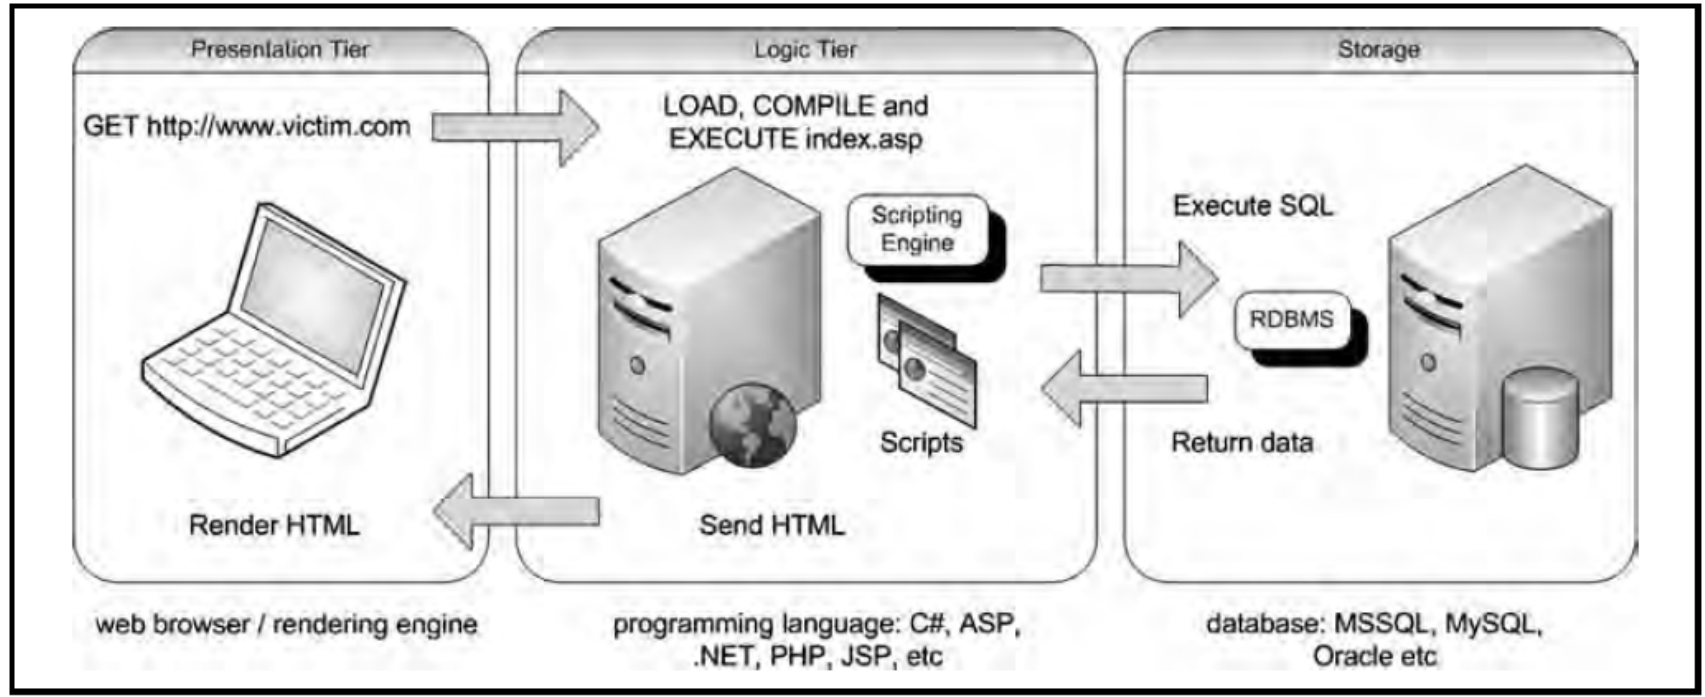 Presentation Tier
GET http://www.victim.com
Render HTML
web browser / rendering engine
Logic Tier
LOAD, COMPILE and
EXECUTE index.asp
Scripting
Engine
Scripts
Send HTML
programming language: C#, ASP,
.NET, PHP, JSP, etc
Storage
Execute SQL
RDBMS
Return data
database: MSSQL, MySQL,
Oracle etc